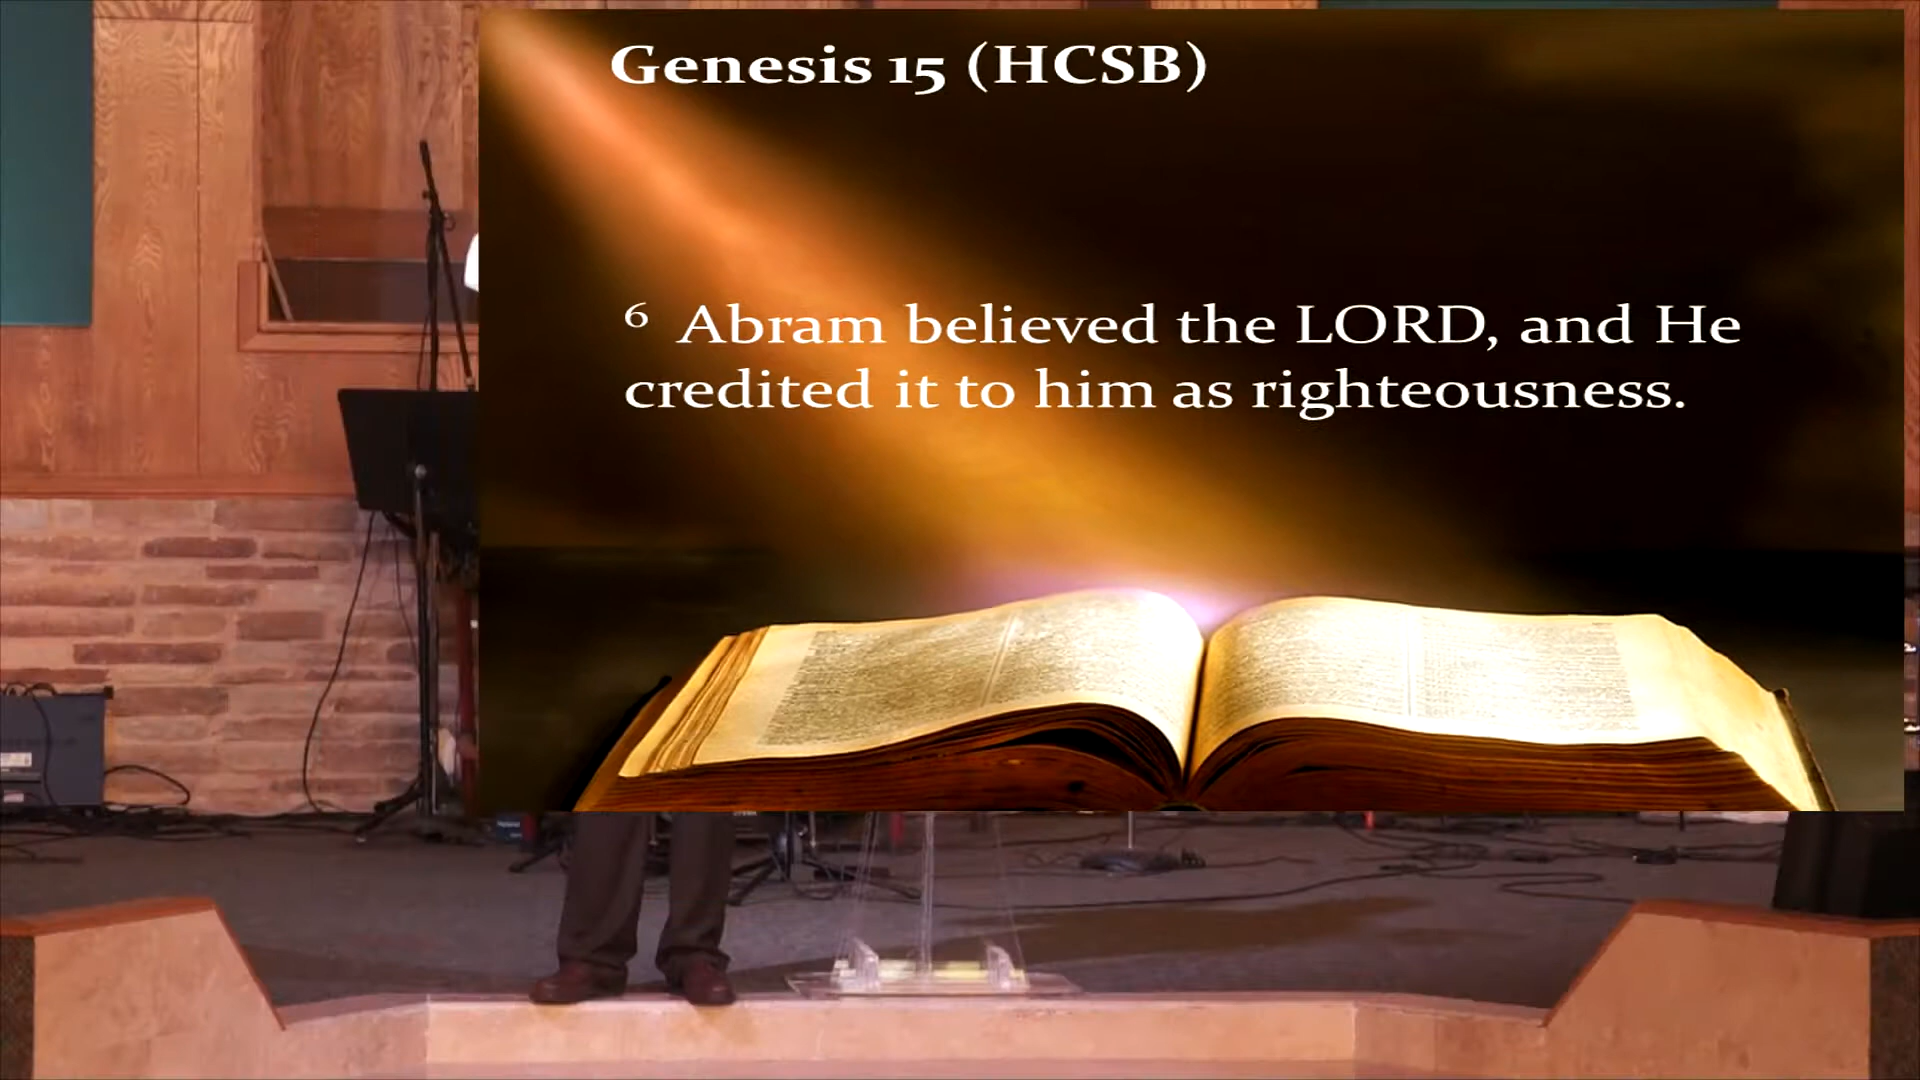 Genesis 15 (HCSB)
6 Abram believed the LORD, and He
credited it to him as righteousness.